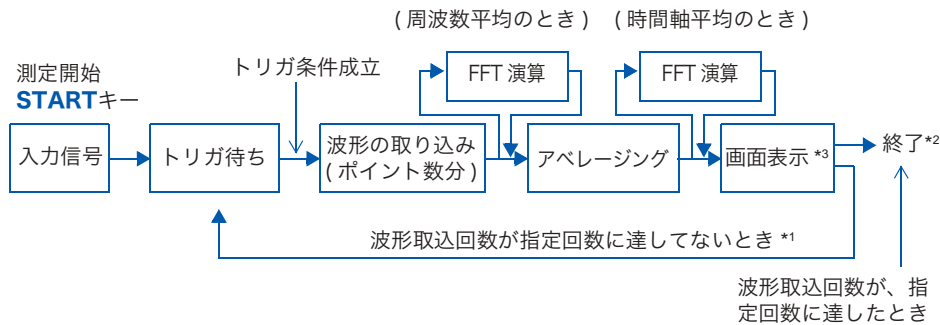 ( 周波数平均のとき )
( 時間軸平均のとき )
FFT 演算
FFT 演算
測定開始
STARTキー
トリガ条件成立
入力信号
トリガ待ち
波形の取り込み
( ポイント数分 )
アベレージング
画面表示 *3
終了*2
波形取込回数が指定回数に達してないとき *1
波形取込回数が、指
定回数に達したとき